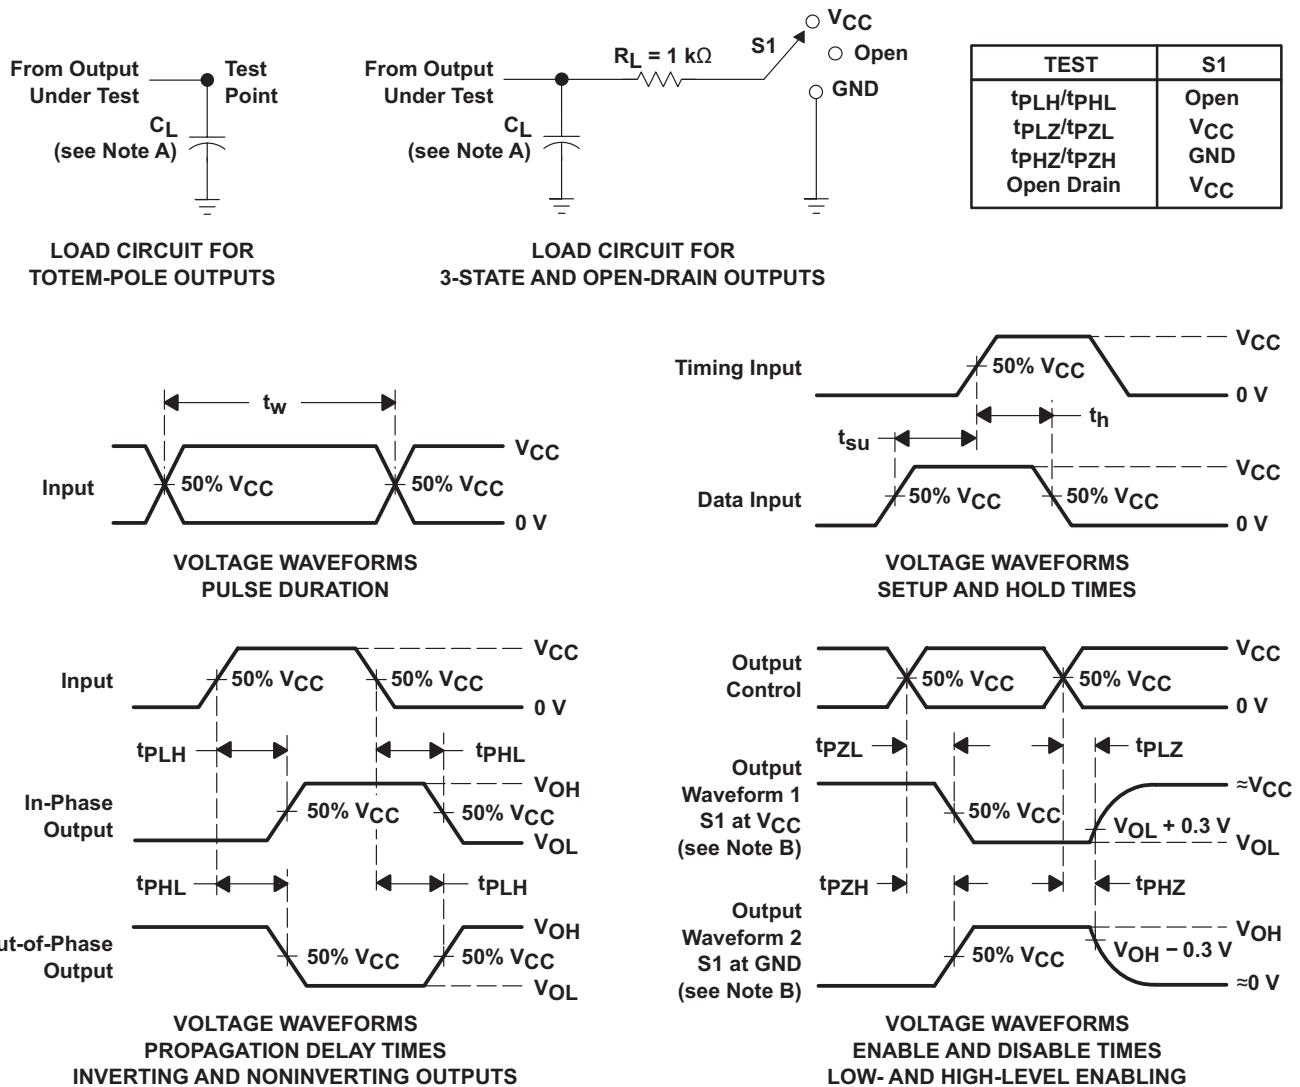 From Output
Under Test
Test
Point
CL
(see Note A)
LOAD CIRCUIT FOR
TOTEM-POLE OUTPUTS
From Output
Under Test
RL = 1 kΩ
S1
VCC
Open
GND
CL
(see Note A)
LOAD CIRCUIT FOR
3-STATE AND OPEN-DRAIN OUTPUTS
TEST S1
tPLH/tPHL Open
tPLZ/tPZL VCC
tPHZ/tPZH GND
Open Drain VCC
tw
Input
50% VCC
50% VCC
VCC
0 V
VOLTAGE WAVEFORMS
PULSE DURATION
Timing Input
50% VCC
VCC
0 V
tsu
th
Data Input
50% VCC
50% VCC
VCC
0 V
VOLTAGE WAVEFORMS
SETUP AND HOLD TIMES
Input
50% VCC
50% VCC
VCC
0 V
tPLH
tPHL
In-Phase
Output
50% VCC
50% VCC
VOH
VOL
tPHL
tPLH
ut-of-Phase
Output
50% VCC
50% VCC
VOH
VOL
VOLTAGE WAVEFORMS
PROPAGATION DELAY TIMES
INVERTING AND NONINVERTING OUTPUTS
Output
Control
50% VCC
50% VCC
VCC
0 V
tPZL
tPLZ
Output
Waveform 1
S1 at VCC
(see Note B)
50% VCC
VOL + 0.3 V
≈VCC
VOL
tPZH
tPHZ
Output
Waveform 2
S1 at GND
(see Note B)
50% VCC
VOH − 0.3 V
VOH
≈0 V
VOLTAGE WAVEFORMS
ENABLE AND DISABLE TIMES
LOW- AND HIGH-LEVEL ENABLING